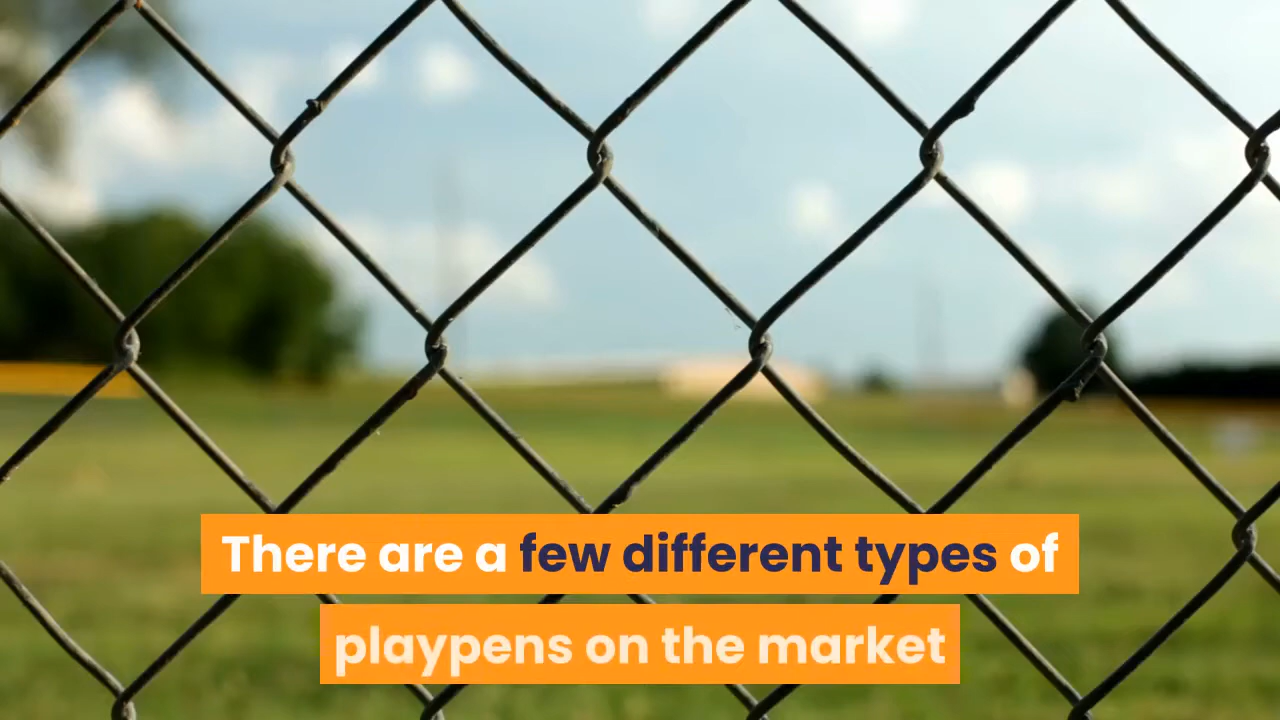 There are a few different types of
playpens on the market